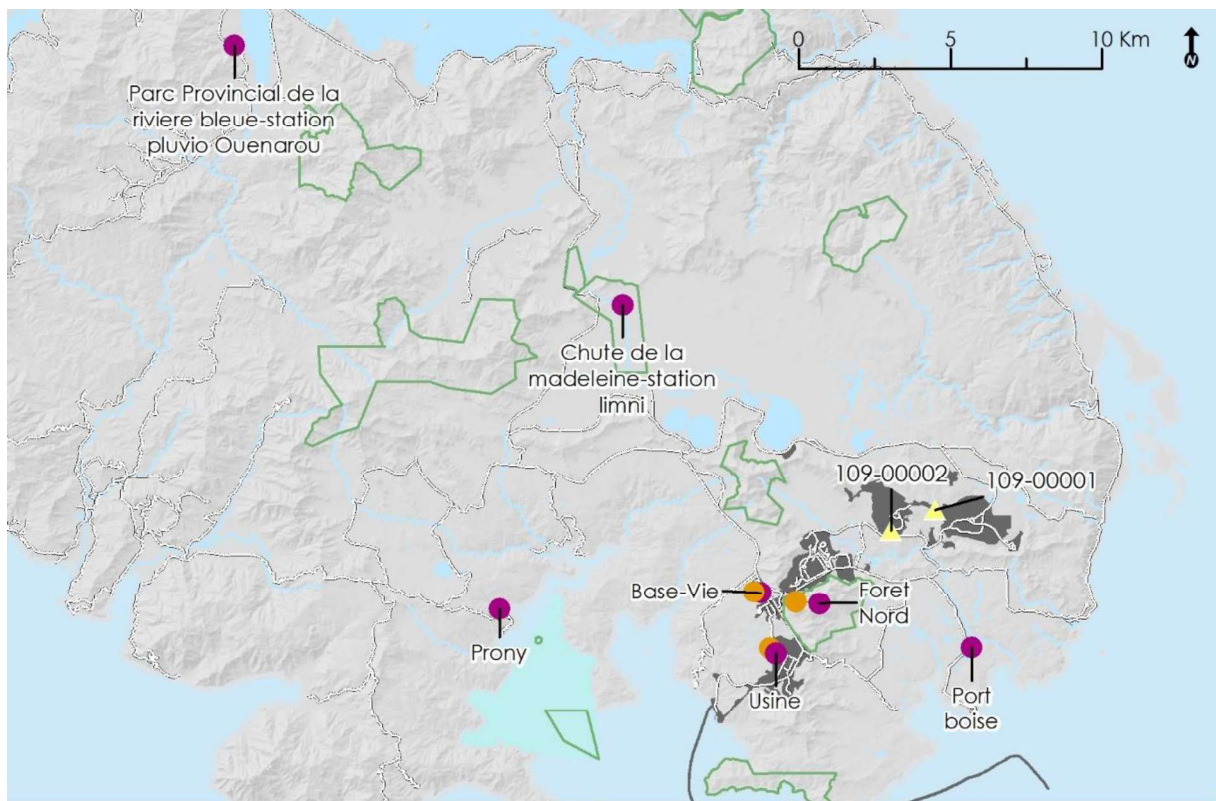 0 5 10 Km
N
Parc Provincial de la
riviere bleue-station
pluvio Ouenarou
Chute de la
madeleine-station
limni
109-00002
109-00001
Base-Vie
Foret
Nord
Prony
Usine
Port
boise